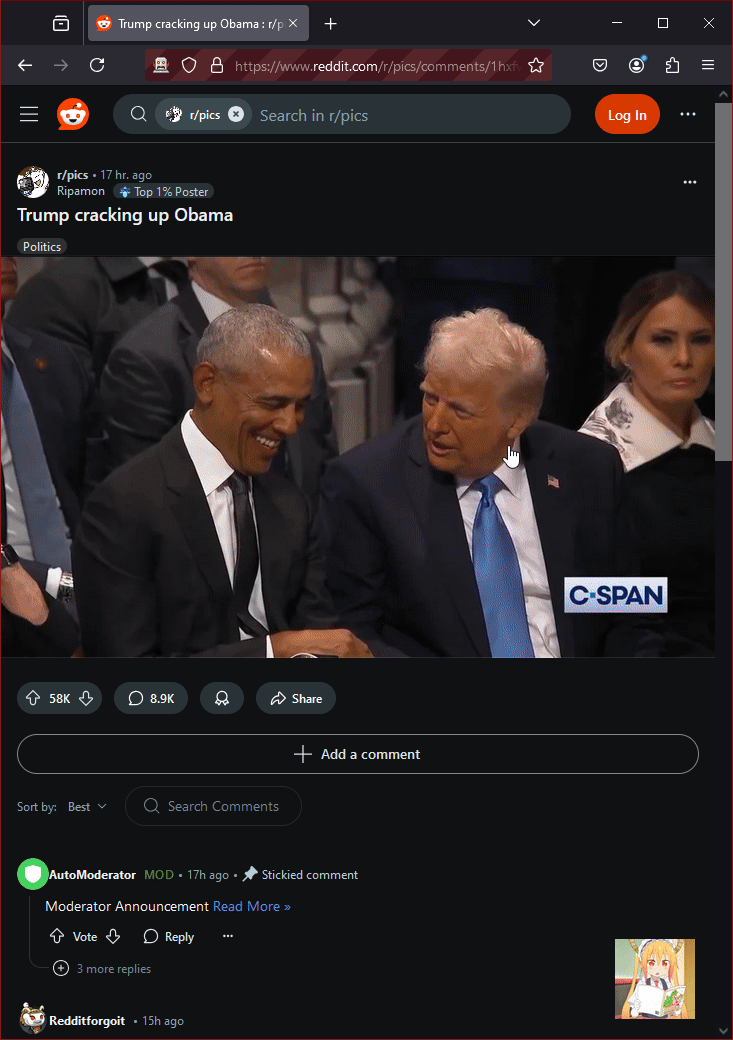 Trump cracking up Obama : r/p
https://www.reddit.com/r/pics/comments/1hxf
r/pics
Search in r/pics
Log In
r/pics • 17 hr. ago
Ripamon Top 1% Poster
Trump cracking up Obama
Politics
C-SPAN
58K 8.9K Share
Add a comment
Sort by: Best Search Comments
AutoModerator MOD • 17h ago • Stickied comment
Moderator Announcement Read More »
Vote Reply
3 more replies
Redditforgoit • 15h ago